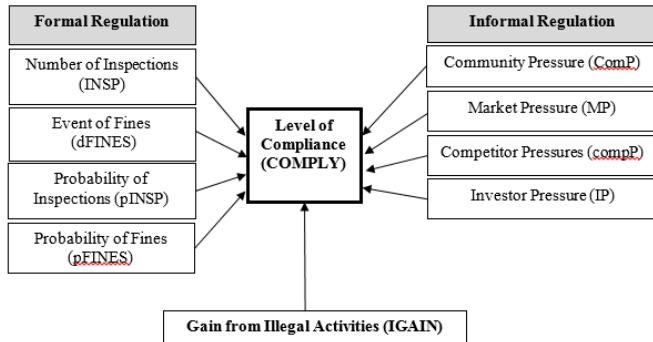 Formal Regulation
Number of Inspections
(INSP)
Event of Fines
(dFINES)
Probability of
Inspections (pINSP)
Probability of Fines
(pFINES)
Level of
Compliance
(COMPLY)
Informal Regulation
Community Pressure (ComP)
Market Pressure (MP)
Competitor Pressures (compP)
Investor Pressure (IP)
Gain from Illegal Activities (IGAIN)